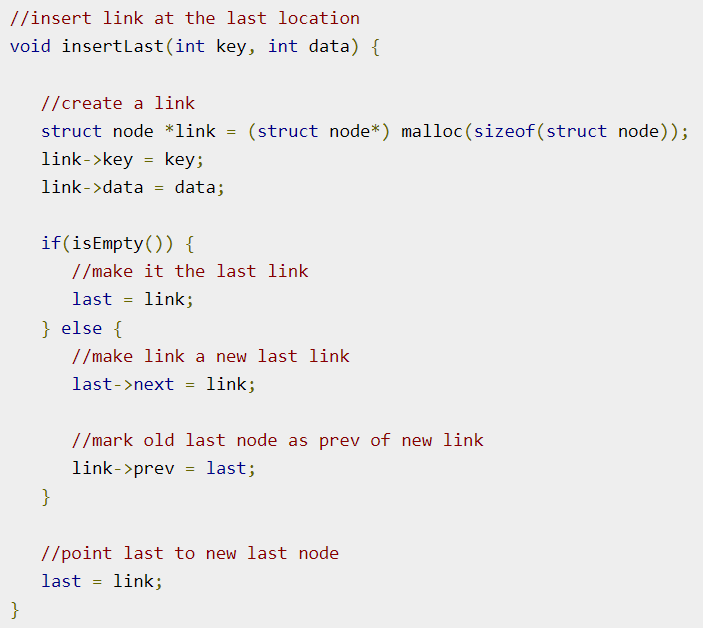 //insert link at the last location
void insertLast(int key, int data) {
//create a link
struct node *link = (struct node*) malloc(sizeof(struct node));
link->key = key;
link->data = data;
if(isEmpty()) {
//make it the last link
last = link;
} else {
//make link a new last link
last->next = link;
//mark old last node as prev of new link
link->prev = last;
}
//point last to new last node
last = link;
}